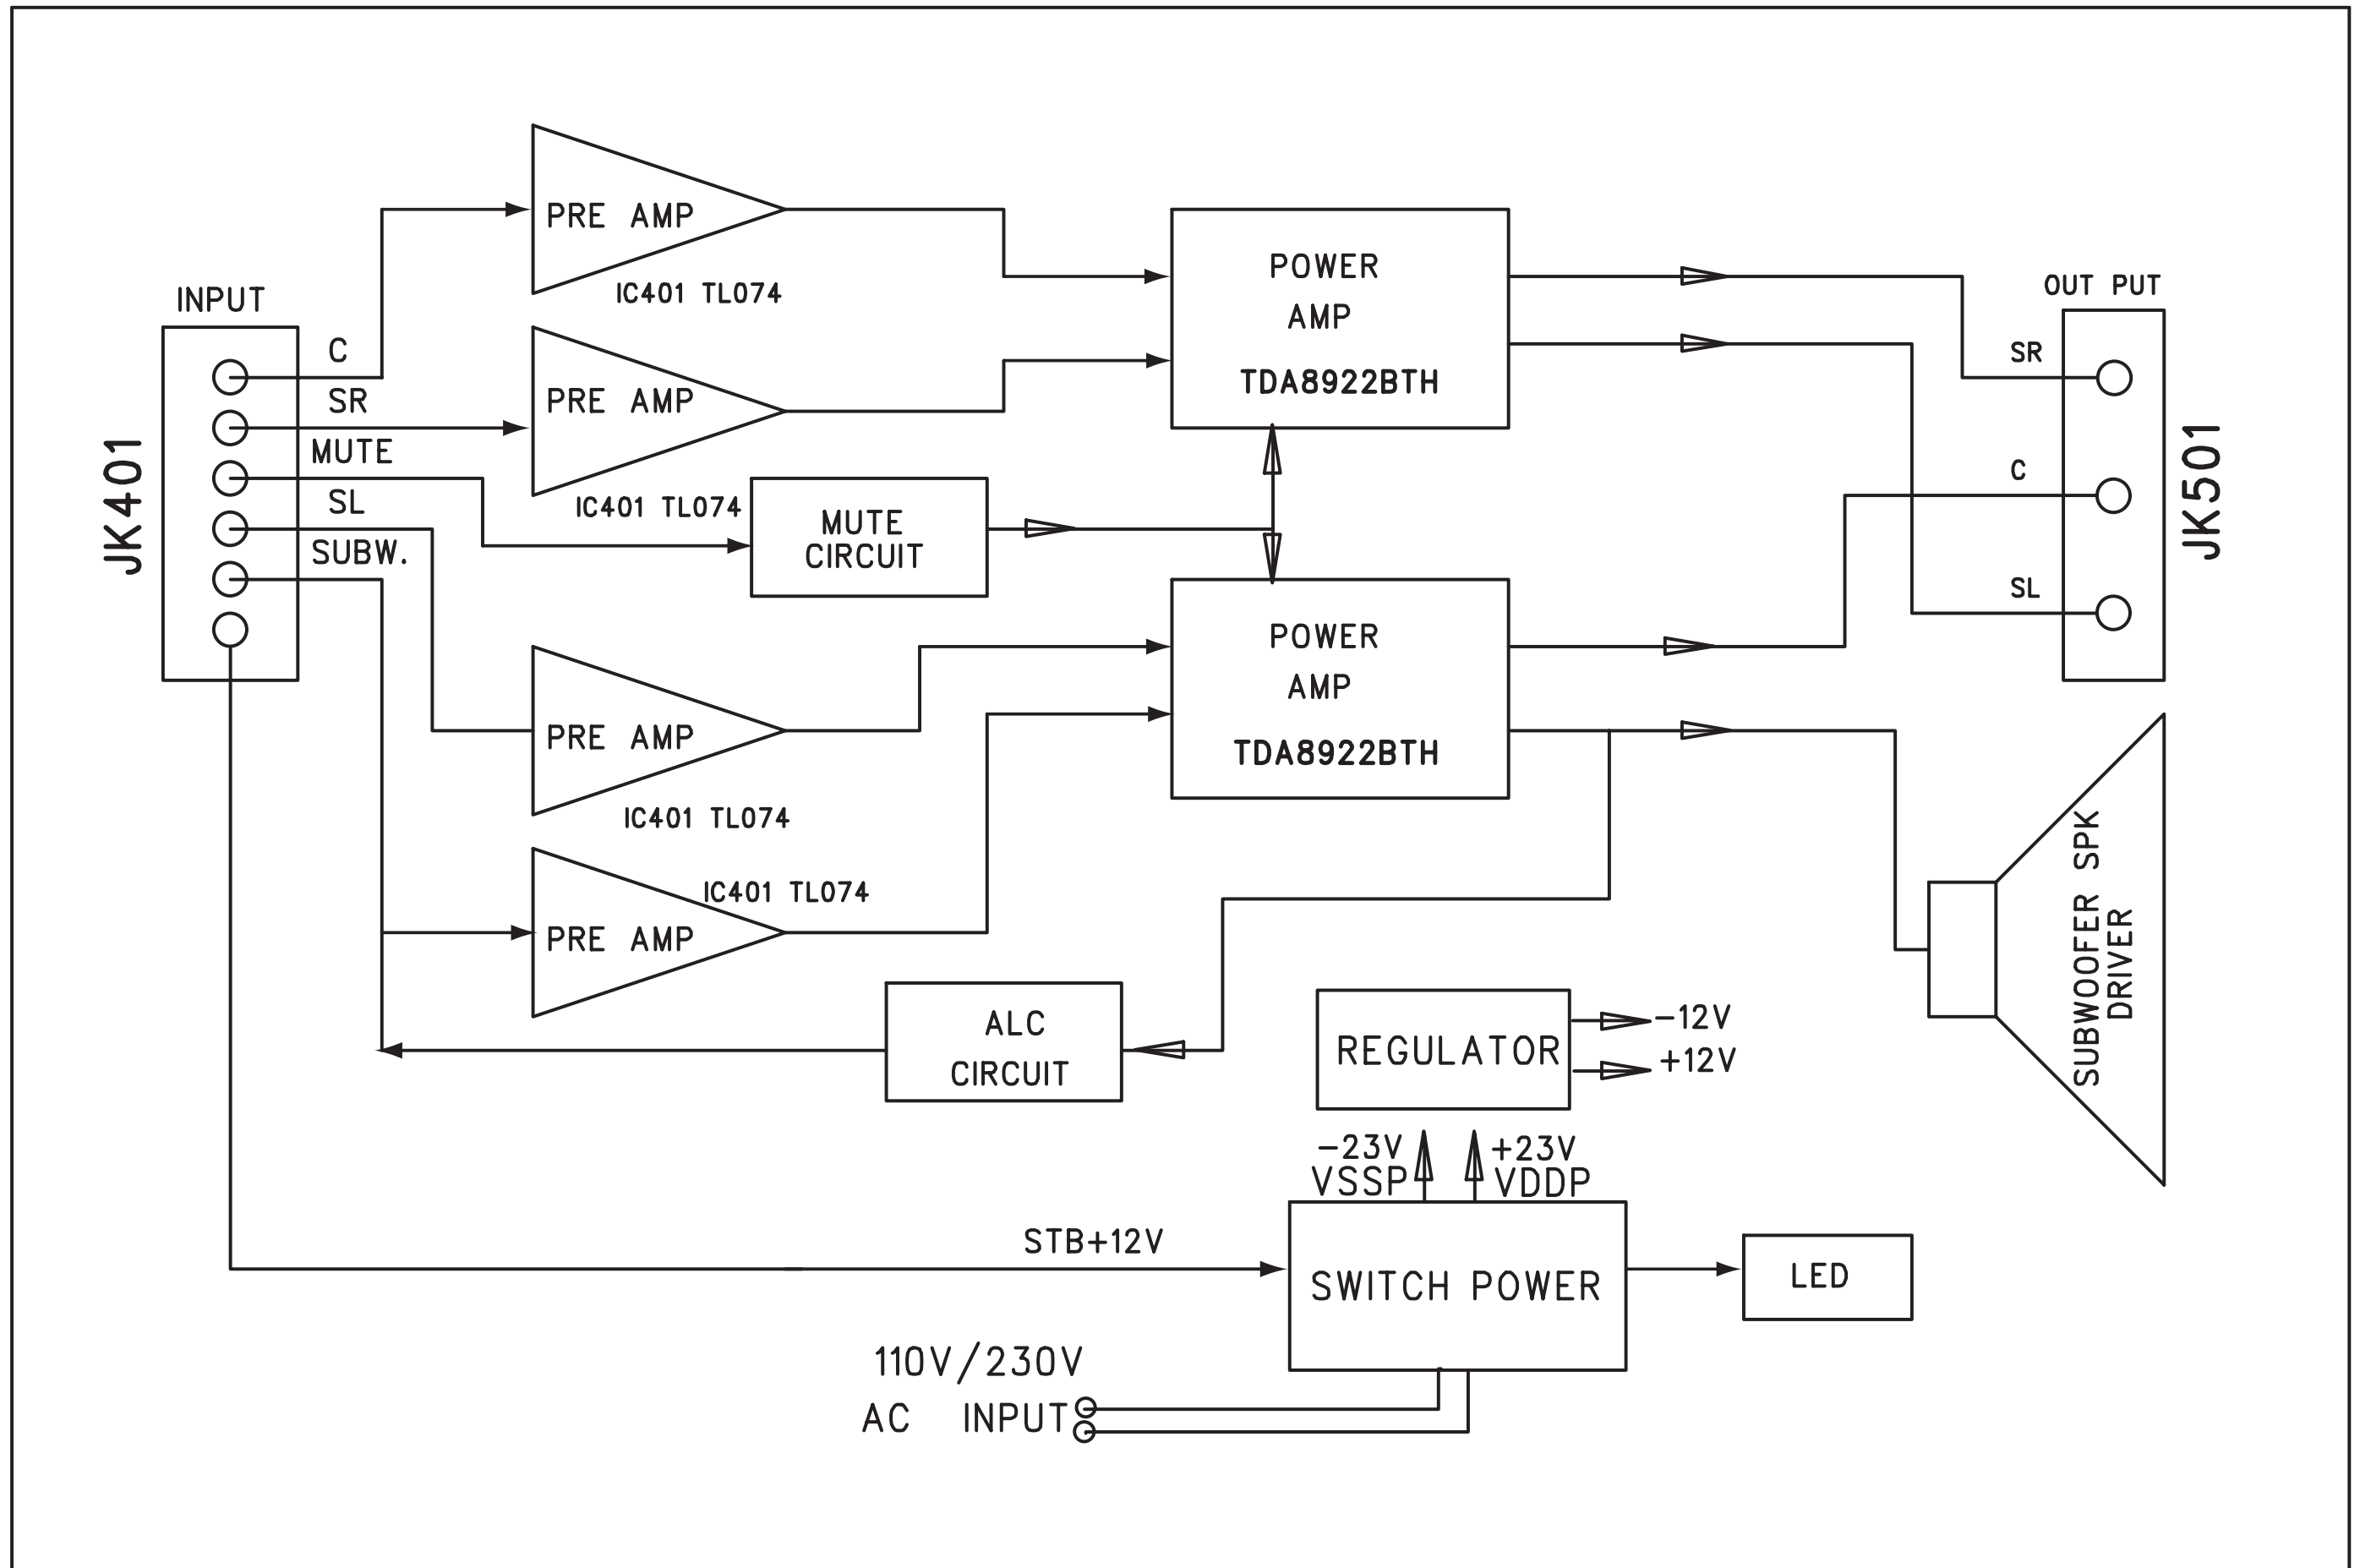 INPUT
JK401
C
SR
MUTE
SL
SUBW.
PRE AMP
IC401 TL074
PRE AMP
IC401 TL074
MUTE
CIRCUIT
PRE AMP
IC401 TL074
PRE AMP
IC401 TL074
POWER
AMP
TDA8922BTH
POWER
AMP
TDA8922BTH
OUT PUT
SR
C
SL
JK501
SUBWOOFER SPK
DRIVER
ALC
CIRCUIT
REGULATOR
-12V
+12V
-23V
VSSP
+23V
VDDP
STB+12V
SWITCH POWER
LED
110V/230V
AC INPUT